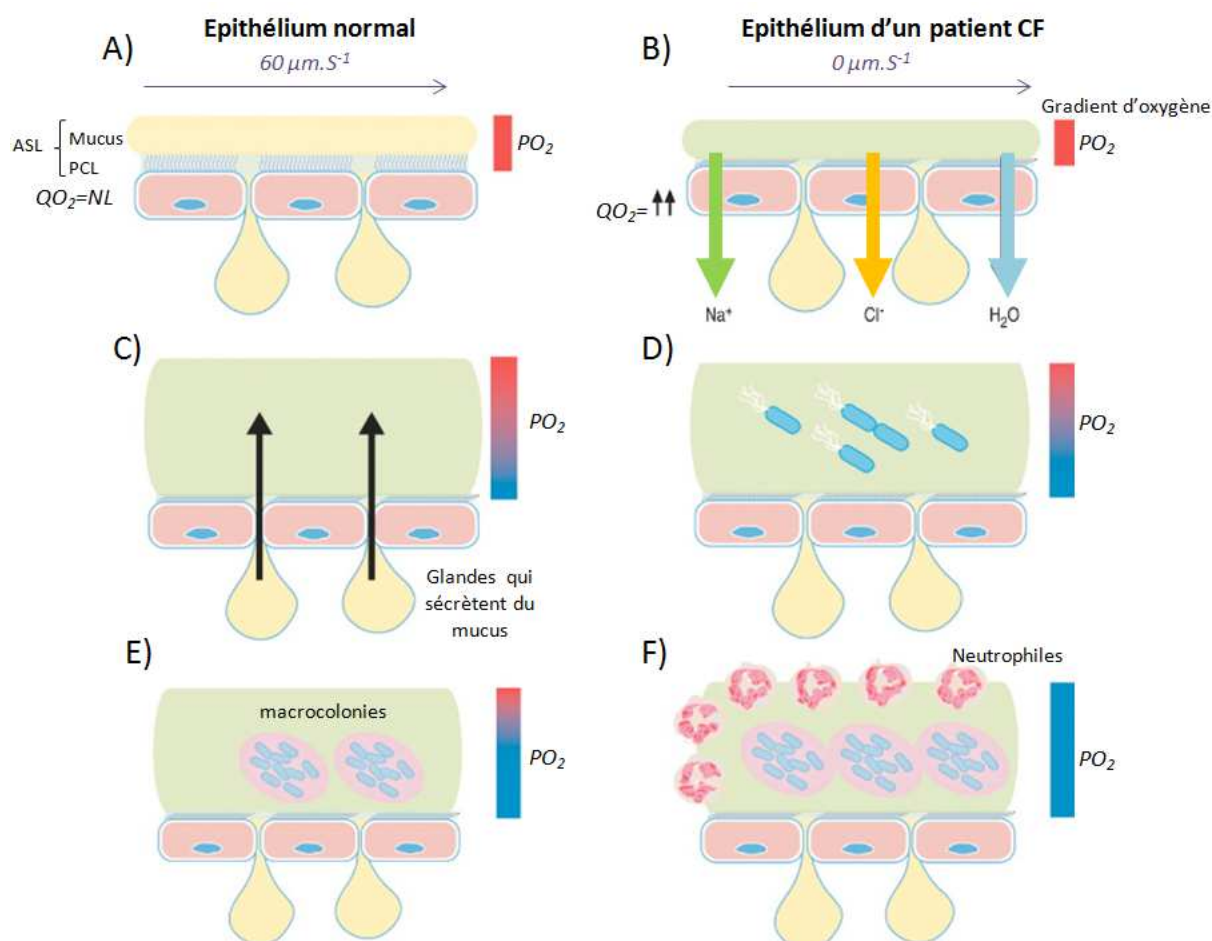 Epithélium normal
Epithélium d'un patient CF
A)
60 µm.S⁻¹
B)
0 µm.S⁻¹
Gradient d'oxygène
ASL
Mucus
PCL
PO₂
PO₂
QO₂=NL
QO₂=
Na⁺
Cl⁻
H₂O
C)
D)
PO₂
PO₂
Glandes qui
sécrètent du
mucus
E)
F)
Neutrophiles
macrocolonies
PO₂
PO₂